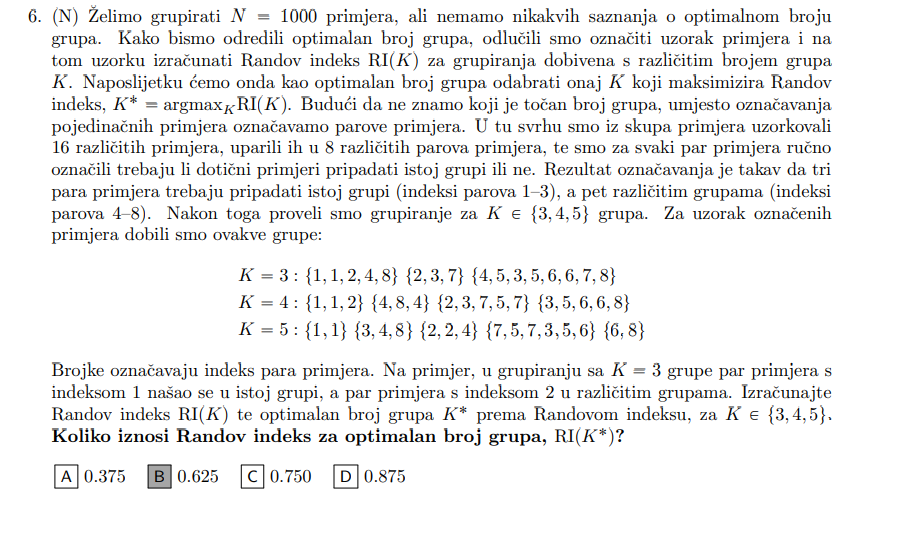 6. (N) Želimo grupirati N = 1000 primjera, ali nemamo nikakvih saznanja o optimalnom broju
grupa. Kako bismo odredili optimalan broj grupa, odlučili smo označiti uzorak primjera i na
tom uzorku izračunati Randov indeks RI(K) za grupiranja dobivena s različitim brojem grupa
K. Naposlijetku ćemo onda kao optimalan broj grupa odabrati onaj K koji maksimizira Randov
indeks, K* = argmax_K RI(K). Budući da ne znamo koji je točan broj grupa, umjesto označavanja
pojedinačnih primjera označavamo parove primjera. U tu svrhu smo iz skupa primjera uzorkovali
16 različitih primjera, uparili ih u 8 različitih parova primjera, te smo za svaki par primjera ručno
označili trebaju li dotični primjeri pripadati istoj grupi ili ne. Rezultat označavanja je takav da tri
para primjera trebaju pripadati istoj grupi (indeksi parova 1–3), a pet različitim grupama (indeksi
parova 4–8). Nakon toga proveli smo grupiranje za K ∈ {3, 4, 5} grupa. Za uzorak označenih
primjera dobili smo ovakve grupe:
K = 3 : {1, 1, 2, 4, 8} {2, 3, 7} {4, 5, 3, 5, 6, 6, 7, 8}
K = 4 : {1, 1, 2} {4, 8, 4} {2, 3, 7, 5, 7} {3, 5, 6, 6, 8}
K = 5 : {1, 1} {3, 4, 8} {2, 2, 4} {7, 5, 7, 3, 5, 6} {6, 8}
Brojke označavaju indeks para primjera. Na primjer, u grupiranju sa K = 3 grupe par primjera s
indeksom 1 našao se u istoj grupi, a par primjera s indeksom 2 u različitim grupama. Izračunajte
Randov indeks RI(K) te optimalan broj grupa K* prema Randovom indeksu, za K ∈ {3, 4, 5}.
Koliko iznosi Randov indeks za optimalan broj grupa, RI(K*)?
A 0.375 B 0.625 C 0.750 D 0.875